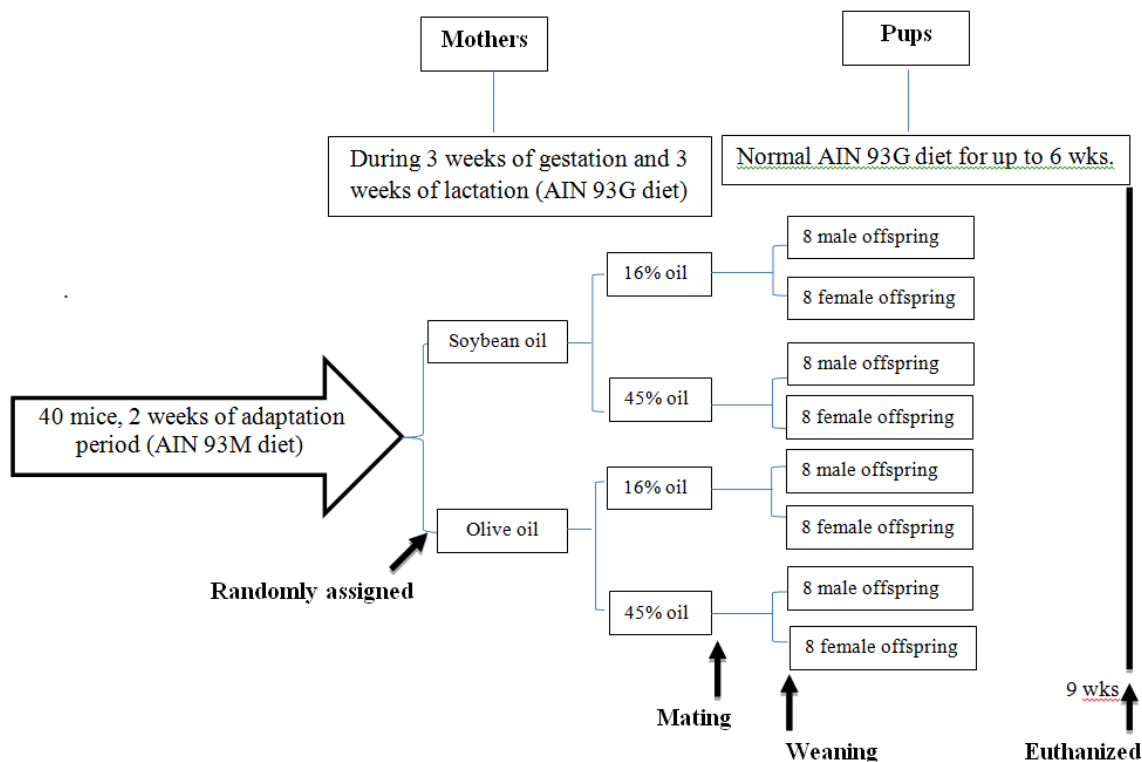 Mothers
Pups
During 3 weeks of gestation and 3
weeks of lactation (AIN 93G diet)
Normal AIN 93G diet for up to 6 wks.
40 mice, 2 weeks of adaptation
period (AIN 93M diet)
Randomly assigned
Soybean oil
Olive oil
16% oil
45% oil
16% oil
45% oil
8 male offspring
8 female offspring
8 male offspring
8 female offspring
8 male offspring
8 female offspring
8 male offspring
8 female offspring
Mating
Weaning
9 wks
Euthanized